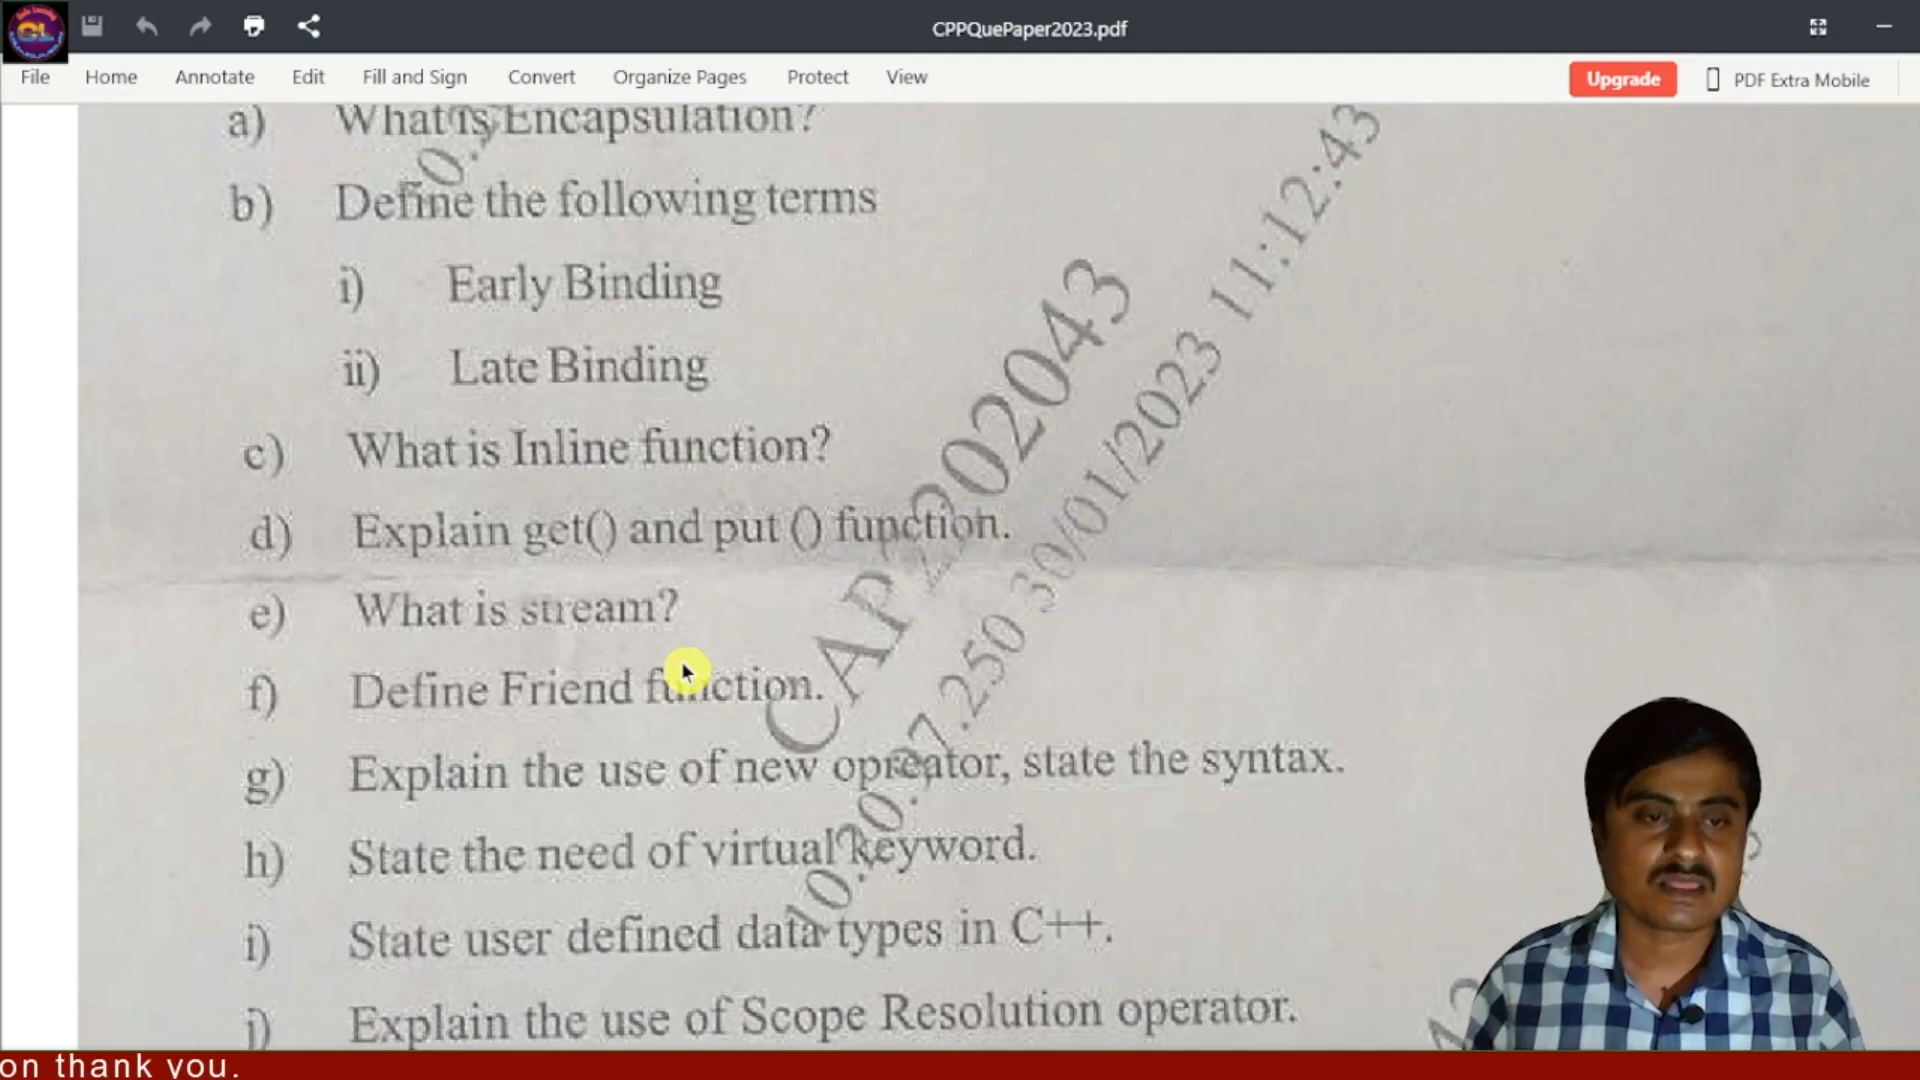 CPPQuePaper2023.pdf
File Home Annotate Edit Fill and Sign Convert Organize Pages Protect View Upgrade PDF Extra Mobile
a) What is Encapsulation?
b) Define the following terms
i) Early Binding
ii) Late Binding
c) What is Inline function?
d) Explain get() and put () function.
e) What is stream?
f) Define Friend function.
g) Explain the use of new opreator, state the syntax.
h) State the need of virtual keyword.
i) State user defined data types in C++.
j) Explain the use of Scope Resolution operator.
30/01/2023 11:12:43
on thank you.